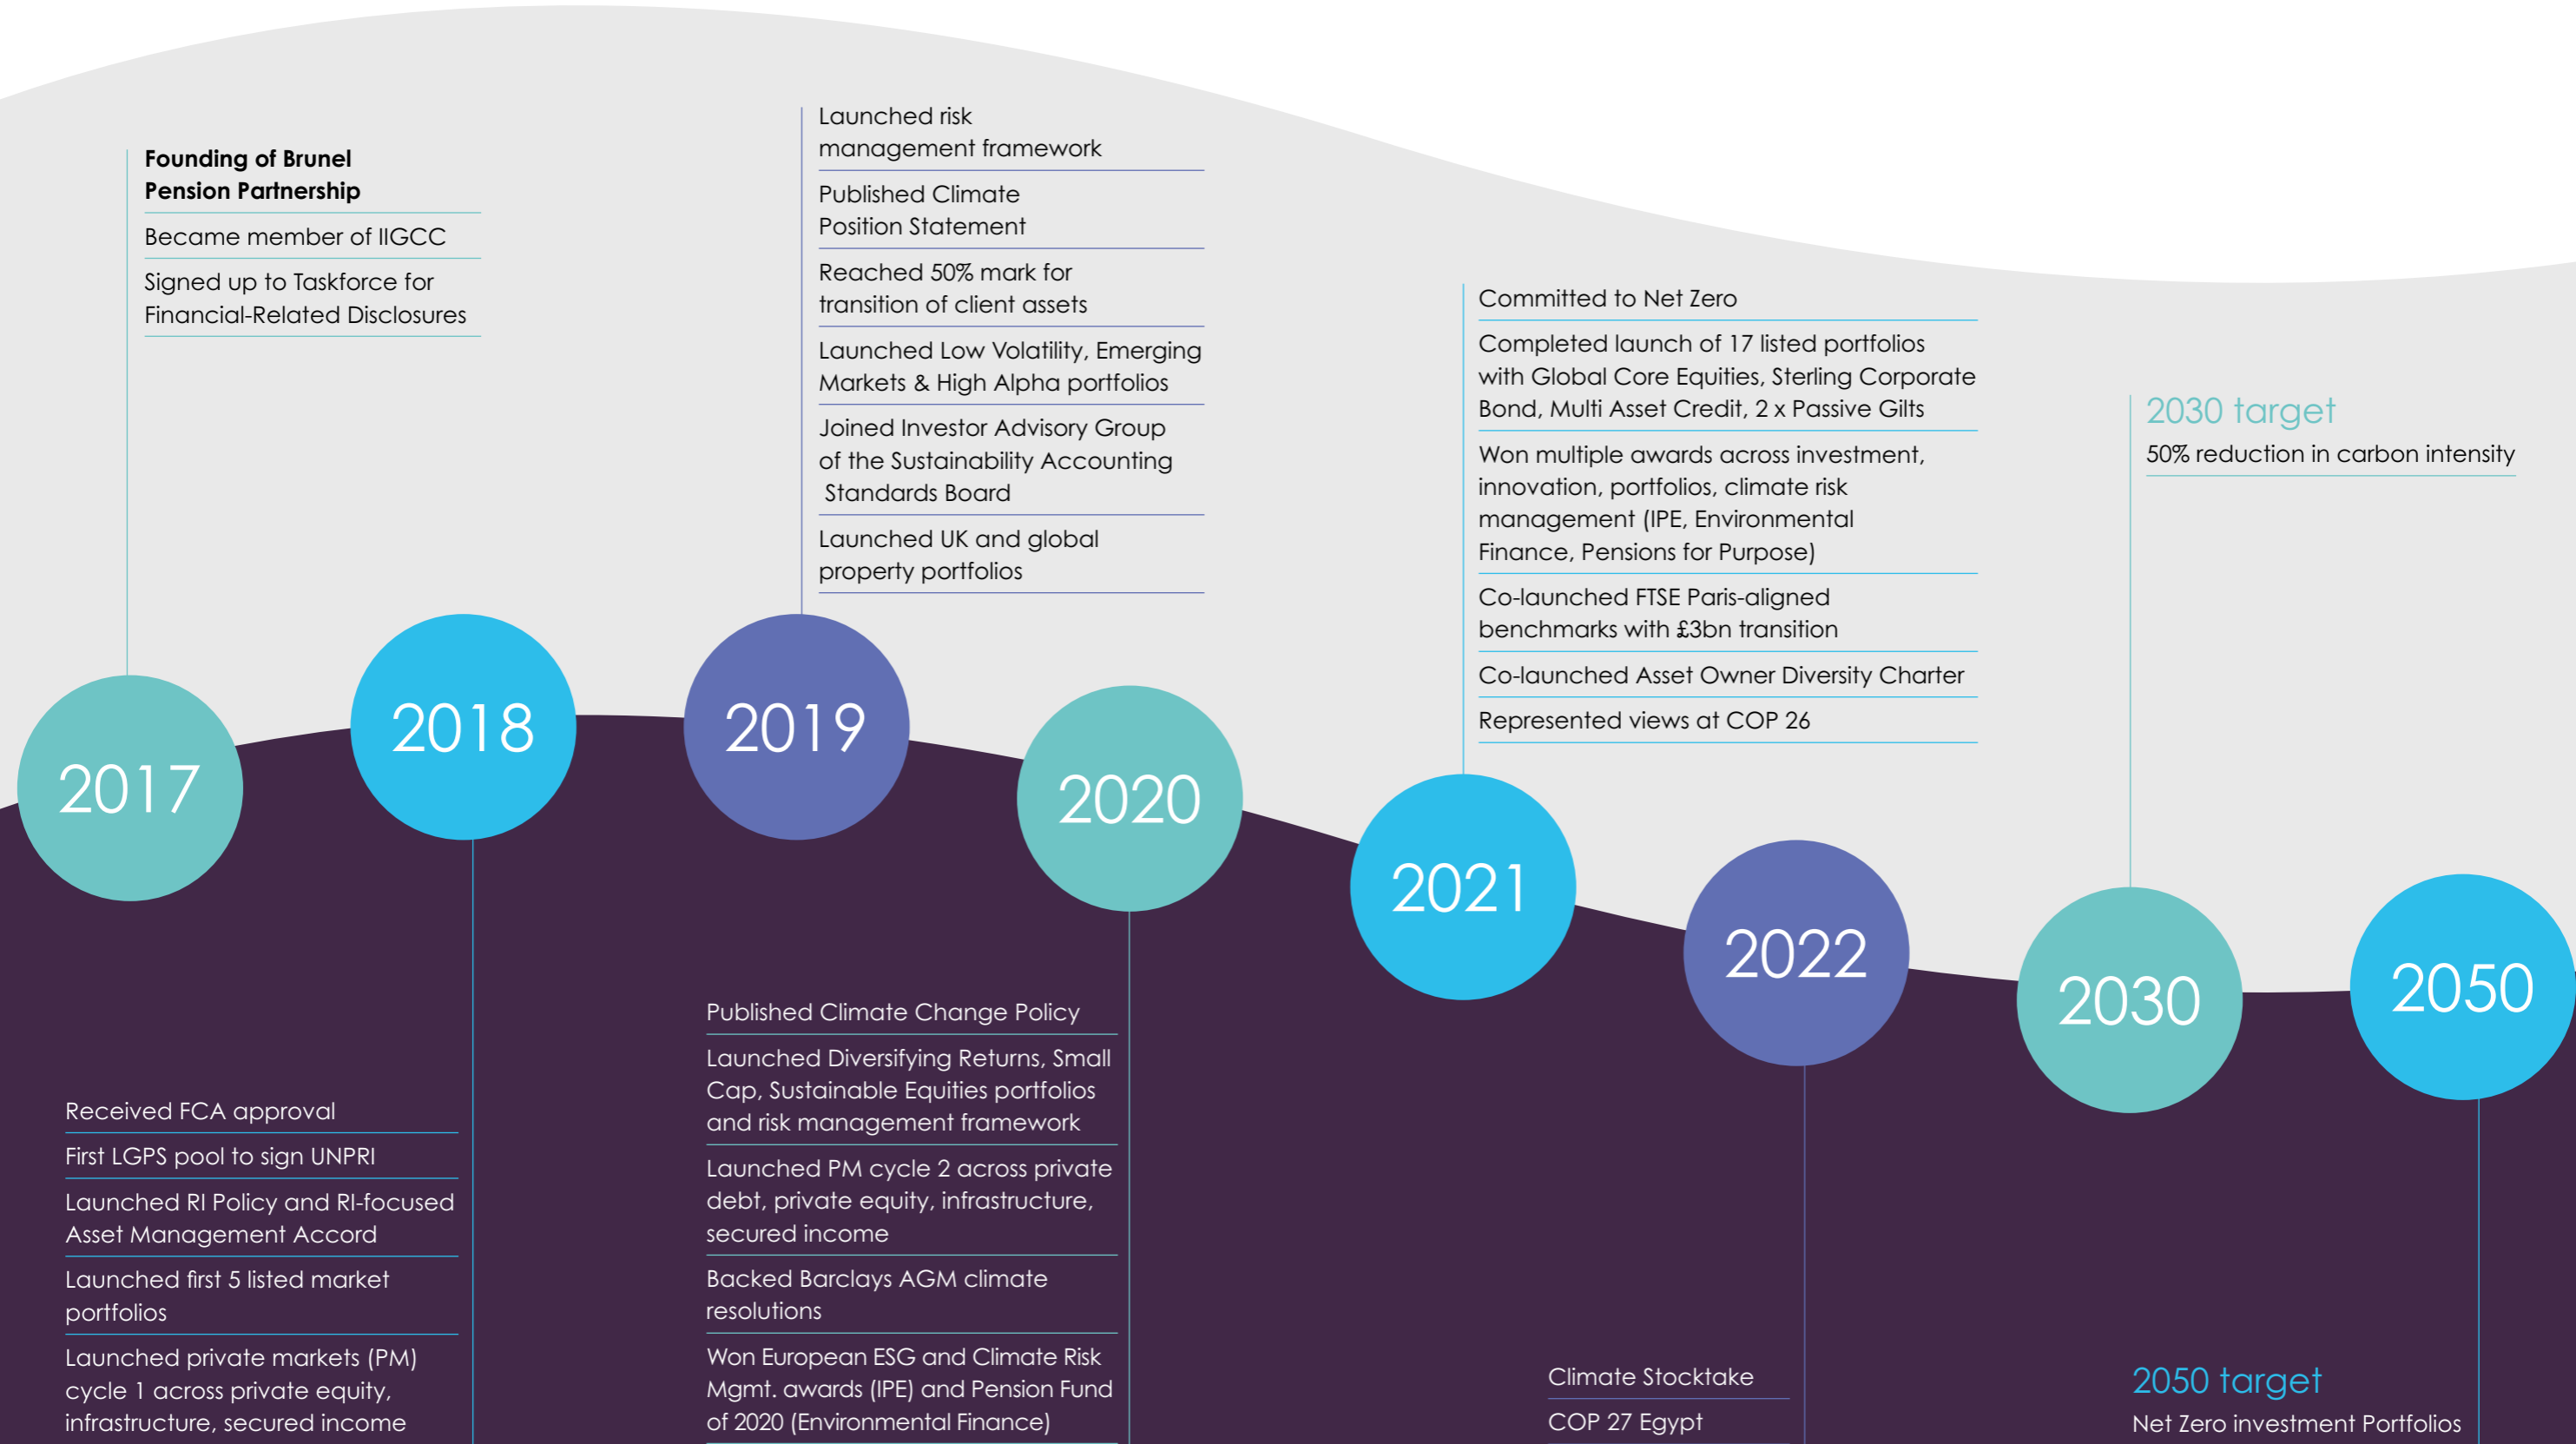 Founding of Brunel
Pension Partnership
Became member of IIGCC
Signed up to Taskforce for
Financial-Related Disclosures
2017
2018
Received FCA approval
First LGPS pool to sign UNPRI
Launched RI Policy and RI-focused
Asset Management Accord
Launched first 5 listed market
portfolios
Launched private markets (PM)
cycle 1 across private equity,
infrastructure, secured income
Launched risk
management framework
Published Climate
Position Statement
Reached 50% mark for
transition of client assets
Launched Low Volatility, Emerging
Markets & High Alpha portfolios
Joined Investor Advisory Group
of the Sustainability Accounting
Standards Board
Launched UK and global
property portfolios
2019
2020
Published Climate Change Policy
Launched Diversifying Returns, Small
Cap, Sustainable Equities portfolios
and risk management framework
Launched PM cycle 2 across private
debt, private equity, infrastructure,
secured income
Backed Barclays AGM climate
resolutions
Won European ESG and Climate Risk
Mgmt. awards (IPE) and Pension Fund
of 2020 (Environmental Finance)
Committed to Net Zero
Completed launch of 17 listed portfolios
with Global Core Equities, Sterling Corporate
Bond, Multi Asset Credit, 2 x Passive Gilts
Won multiple awards across investment,
innovation, portfolios, climate risk
management (IPE, Environmental
Finance, Pensions for Purpose)
Co-launched FTSE Paris-aligned
benchmarks with £3bn transition
Co-launched Asset Owner Diversity Charter
Represented views at COP 26
2021
2022
Climate Stocktake
COP 27 Egypt
2030 target
50% reduction in carbon intensity
2030
2050
2050 target
Net Zero investment Portfolios